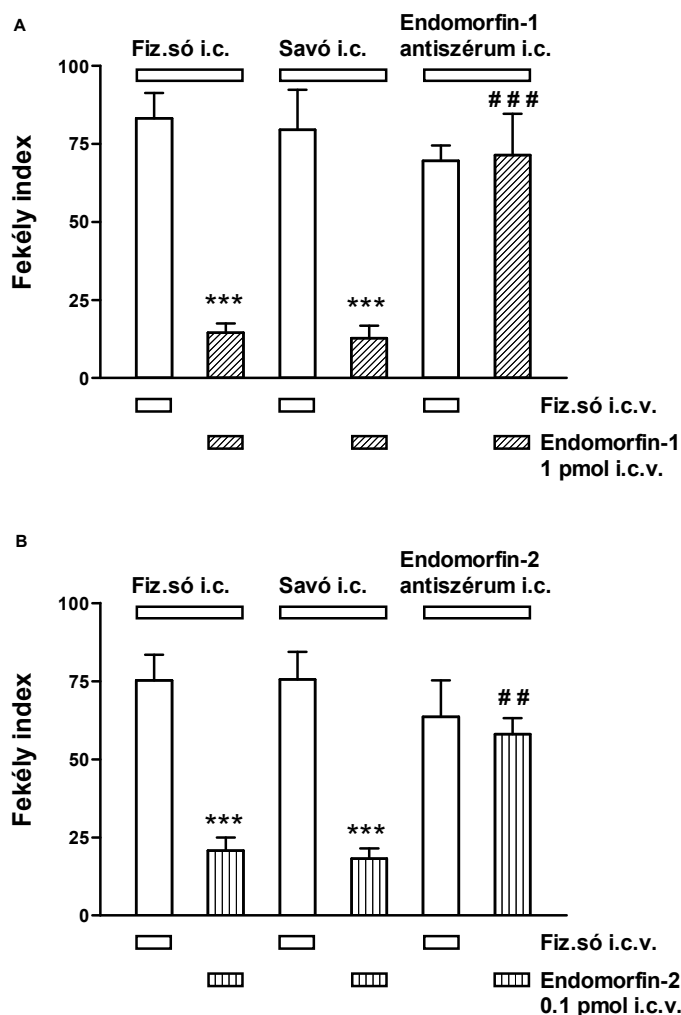 A
Fiz.só i.c.
Savó i.c.
Endomorfin-1
antiszérum i.c.
100
75
50
25
0
Fekély index
***
***
###
Fiz.só i.c.v.
Endomorfin-1
1 pmol i.c.v.
B
Fiz.só i.c.
Savó i.c.
Endomorfin-2
antiszérum i.c.
100
75
50
25
0
Fekély index
***
***
##
Fiz.só i.c.v.
Endomorfin-2
0.1 pmol i.c.v.